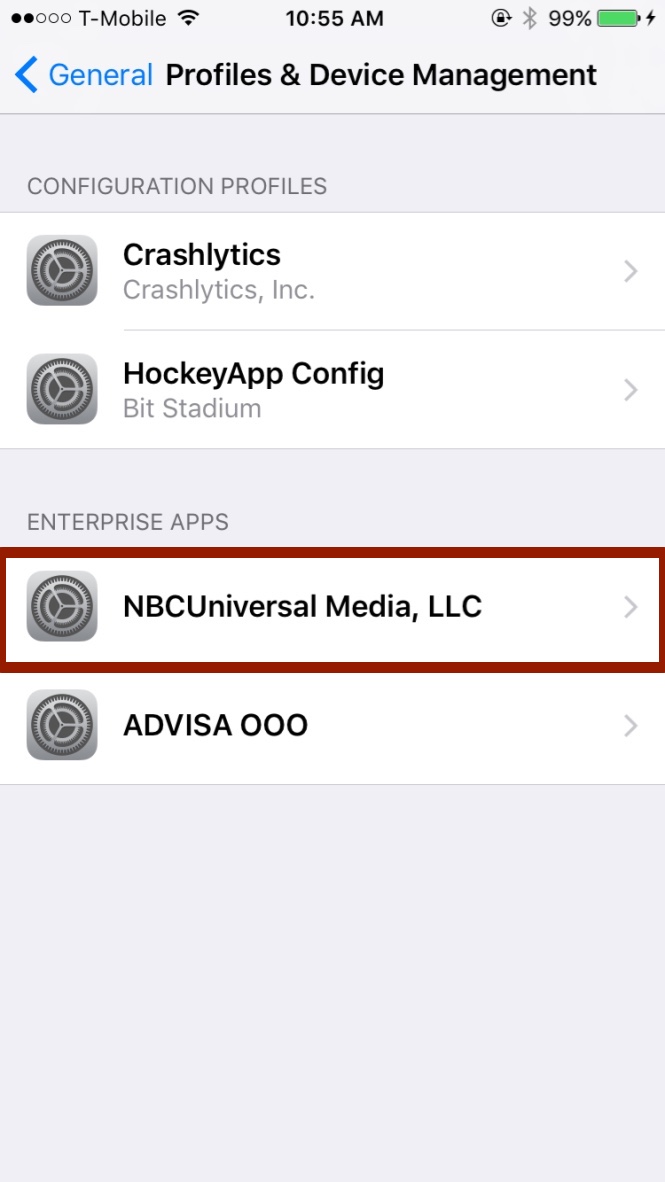 T-Mobile 10:55 AM 99%
General Profiles & Device Management
CONFIGURATION PROFILES
Crashlytics
Crashlytics, Inc.
HockeyApp Config
Bit Stadium
ENTERPRISE APPS
NBCUniversal Media, LLC
ADVISA OOO